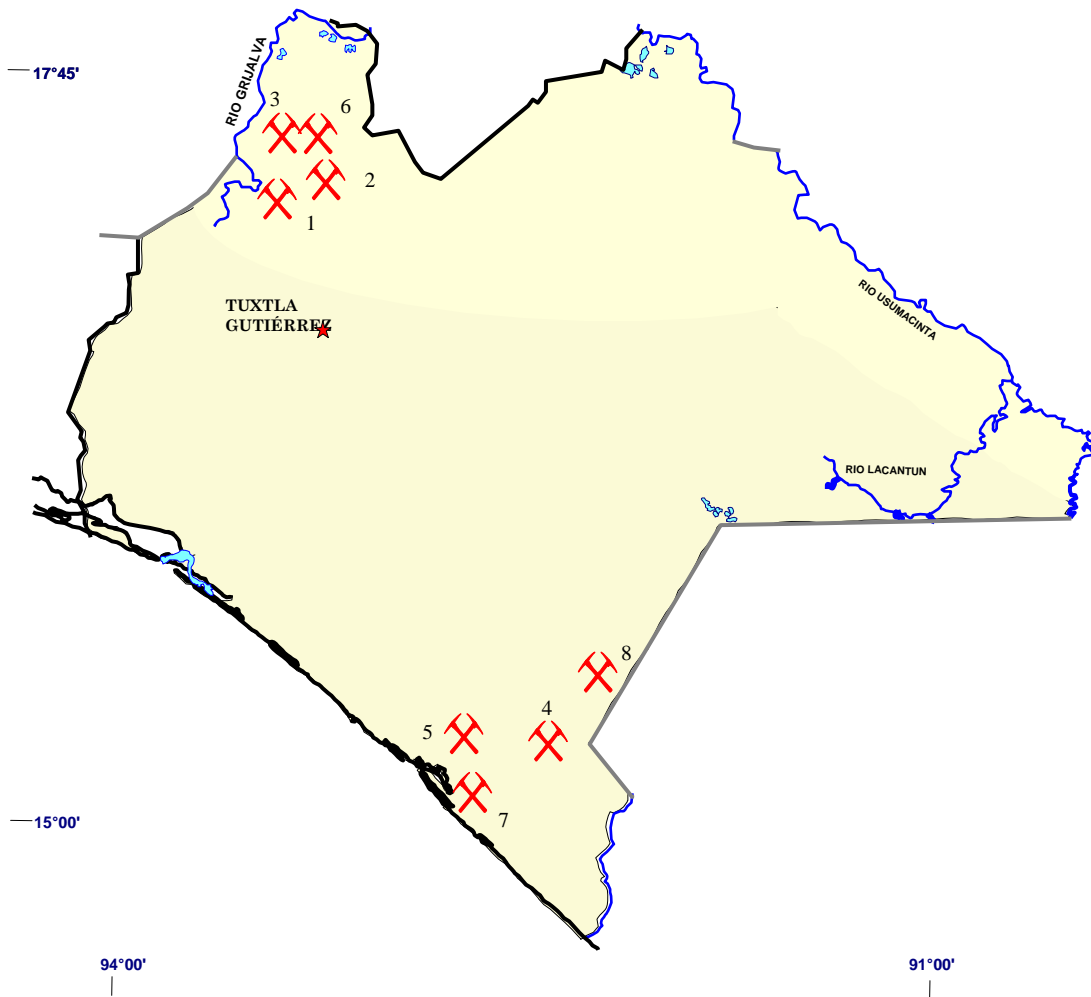 RIO GRIJALVA
17°45'
3
6
2
1
TUXTLA
GUTIÉRREZ
RIO USUMACINTA
RIO LACANTUN
8
4
5
7
15°00'
94°00'
91°00'